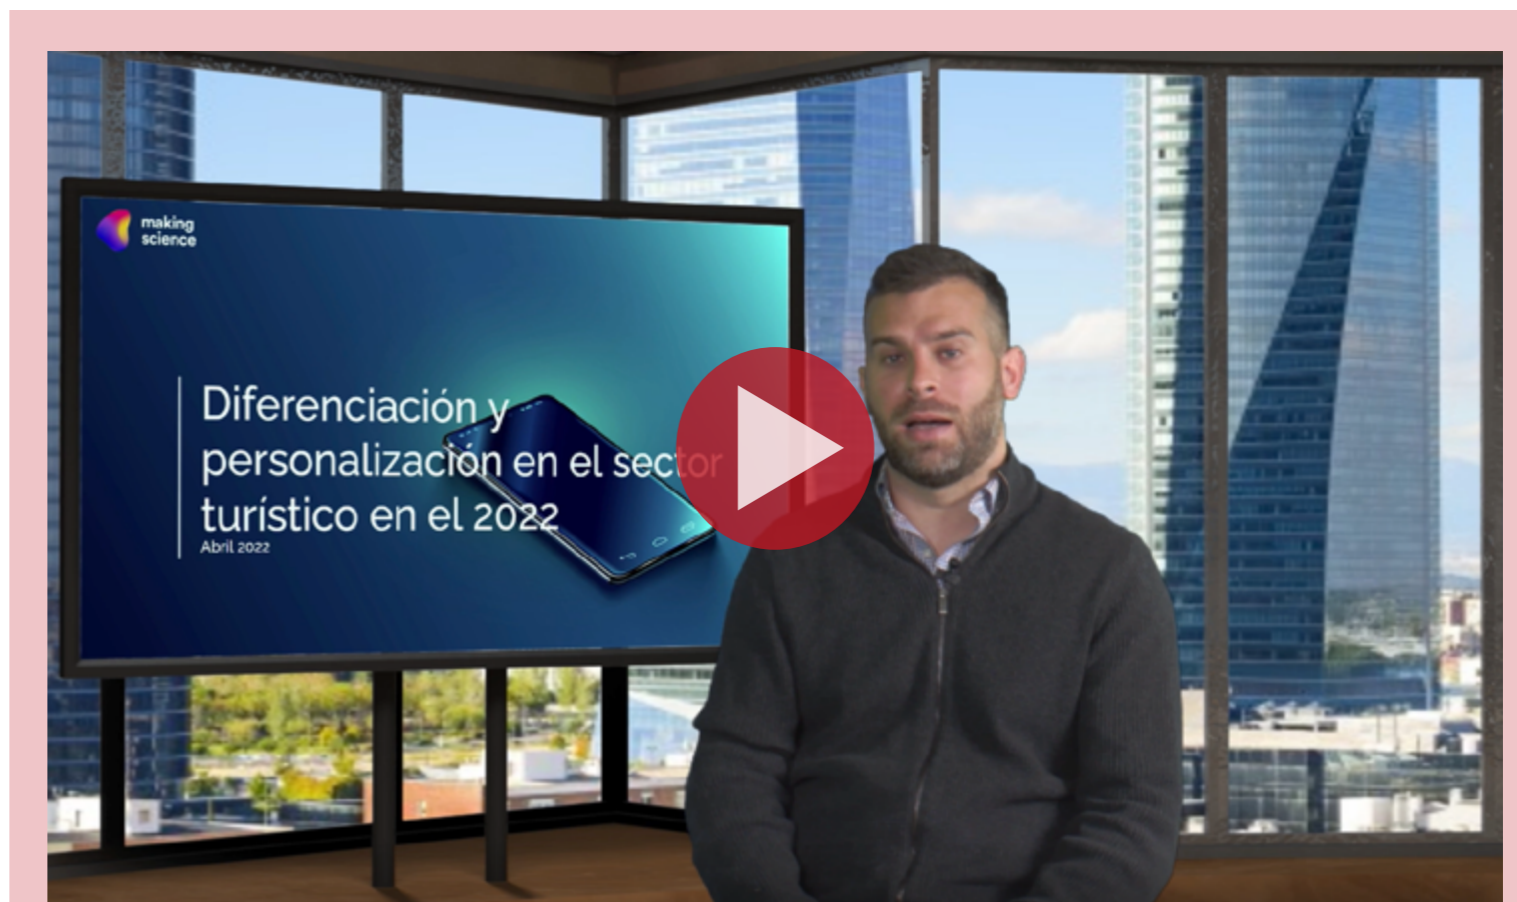 making
science
Diferenciación y
personalización en el sector
turístico en el 2022
Abril 2022